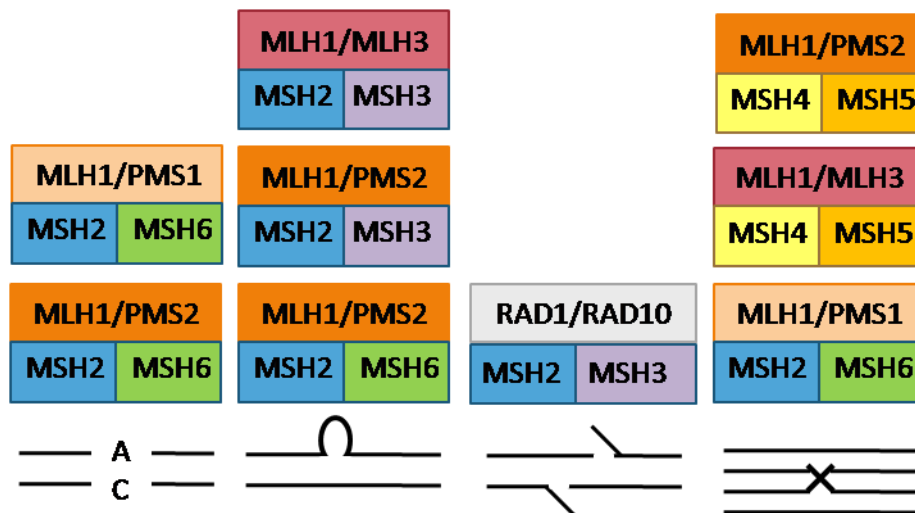 MLH1/MLH3
MSH2 MSH3
MLH1/PMS2
MSH4 MSH5
MLH1/PMS1
MSH2 MSH6
MLH1/PMS2
MSH2 MSH3
MLH1/MLH3
MSH4 MSH5
MLH1/PMS2
MSH2 MSH6
MLH1/PMS2
MSH2 MSH6
RAD1/RAD10
MSH2 MSH3
MLH1/PMS1
MSH2 MSH6
A
C